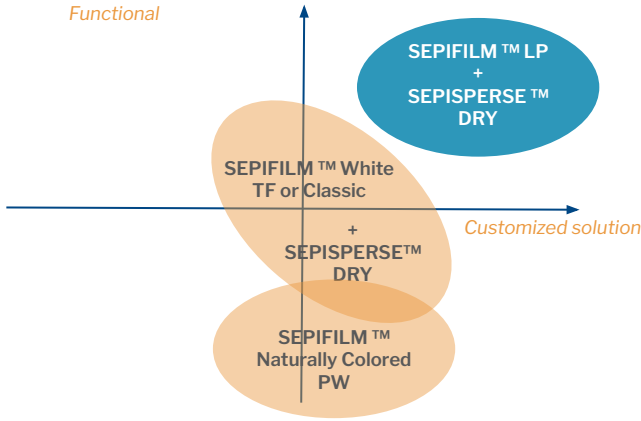 Functional
SEPIFILM ™ LP
+
SEPISPERSE ™
DRY
SEPIFILM ™ White
TF or Classic
+
SEPISPERSE™
DRY
Customized solution
SEPIFILM ™
Naturally Colored
PW